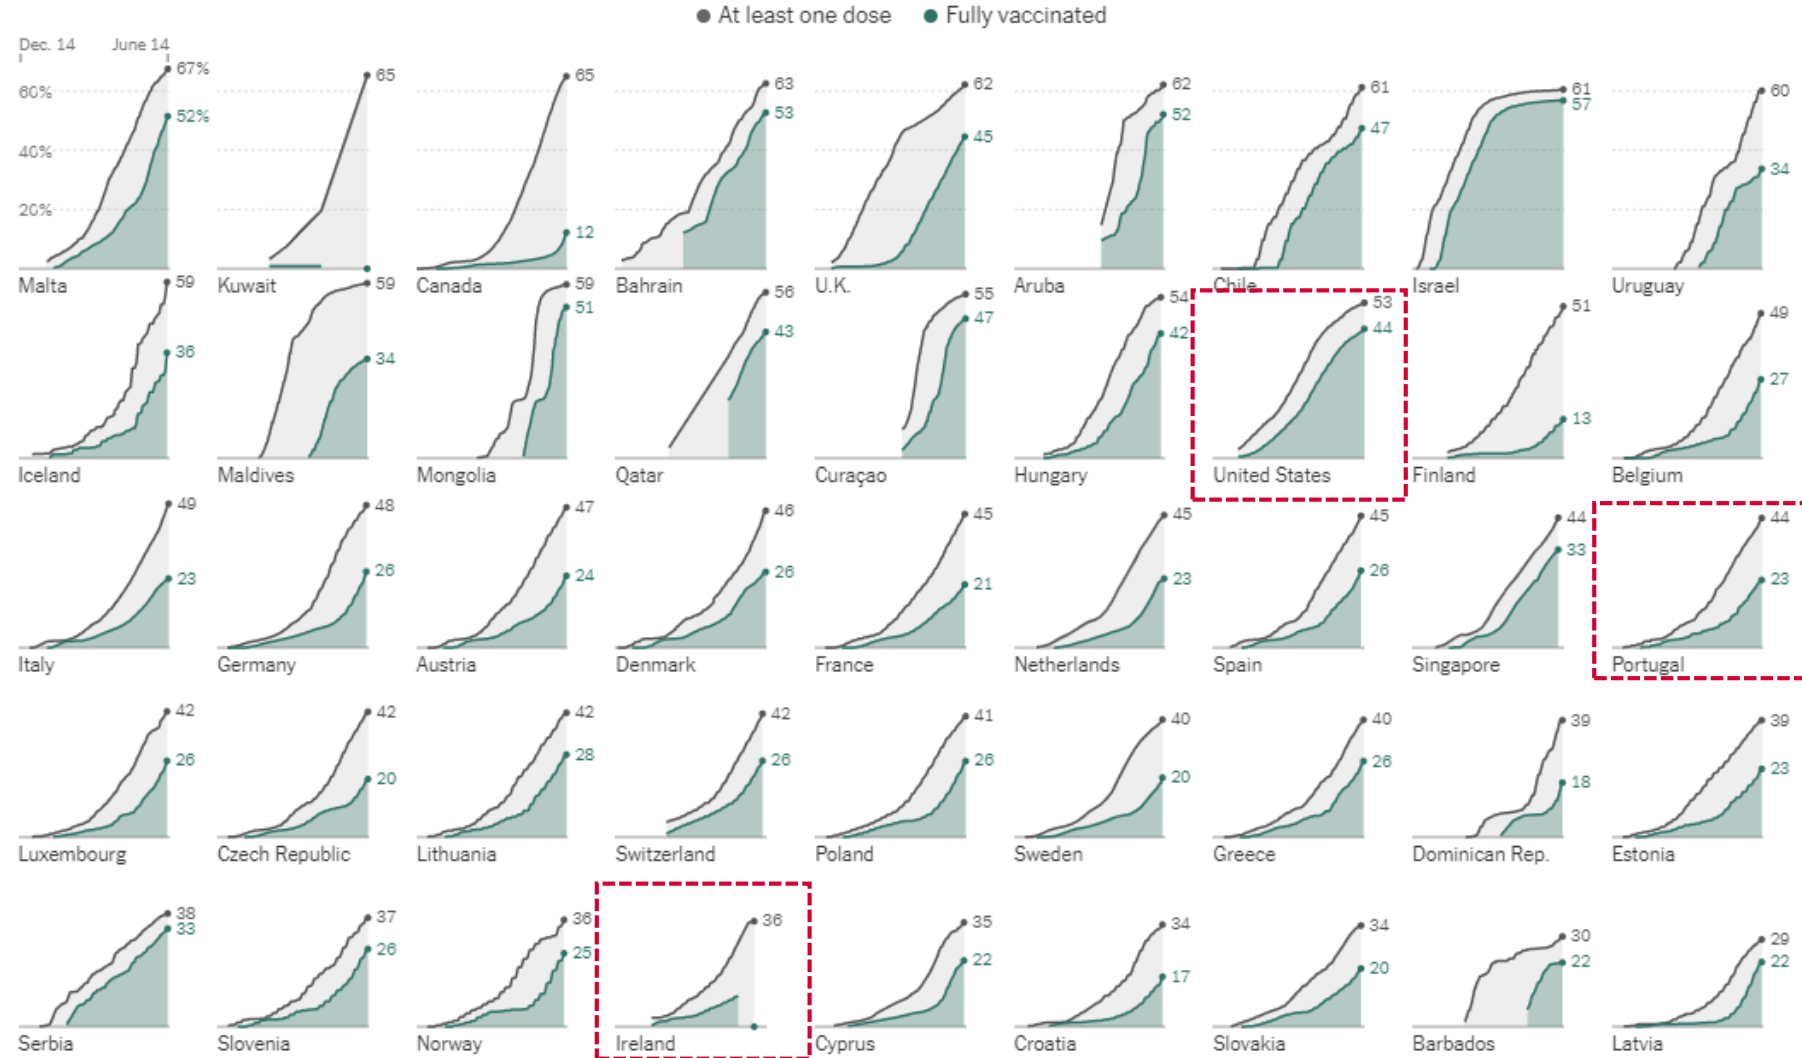 At least one dose Fully vaccinated
Dec. 14 June 14
60%
40%
20%
67%
52%
Malta
65
Kuwait
65
12
Canada
63
53
Bahrain
62
45
U.K.
62
52
Aruba
61
47
Chile
61
57
Israel
60
34
Uruguay
59
36
Iceland
59
34
Maldives
59
51
Mongolia
56
43
Qatar
55
47
Curaçao
54
42
Hungary
53
44
United States
51
13
Finland
49
27
Belgium
49
23
Italy
48
26
Germany
47
24
Austria
46
26
Denmark
45
21
France
45
23
Netherlands
45
26
Spain
44
33
Singapore
44
23
Portugal
42
26
Luxembourg
42
20
Czech Republic
42
28
Lithuania
42
26
Switzerland
41
26
Poland
40
20
Sweden
40
26
Greece
39
18
Dominican Rep.
39
23
Estonia
38
33
Serbia
37
26
Slovenia
36
25
Norway
36
Ireland
35
22
Cyprus
34
17
Croatia
34
20
Slovakia
30
22
Barbados
29
22
Latvia